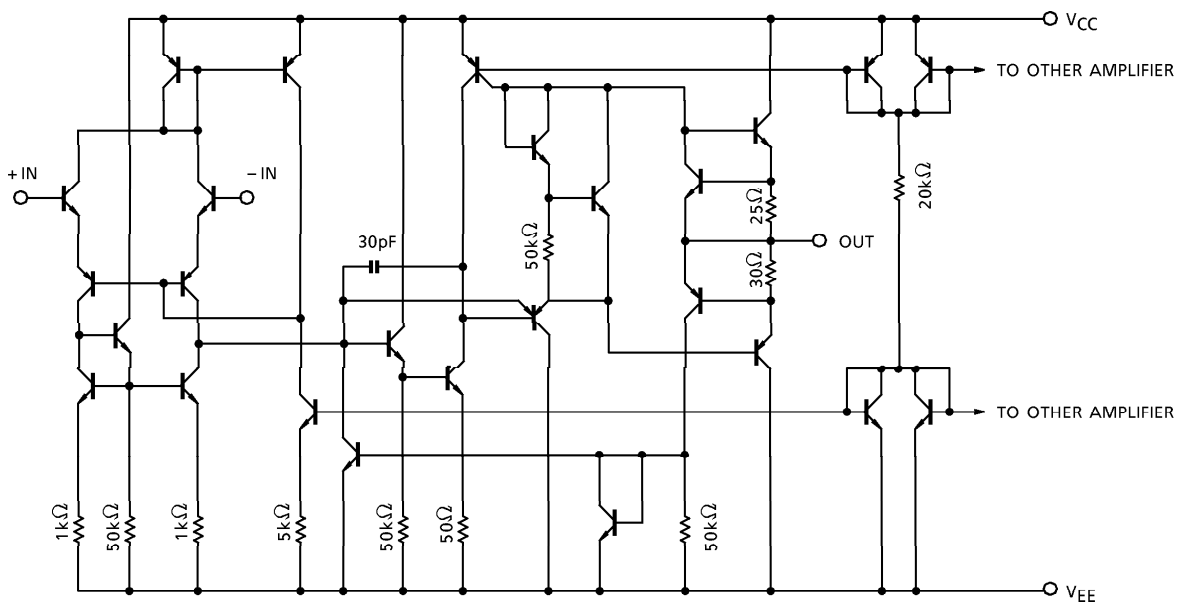 VCC
TO OTHER AMPLIFIER
+ IN
− IN
20kΩ
25Ω
30pF
50kΩ
OUT
30Ω
TO OTHER AMPLIFIER
1kΩ
50kΩ
1kΩ
5kΩ
50kΩ
50Ω
50kΩ
VEE